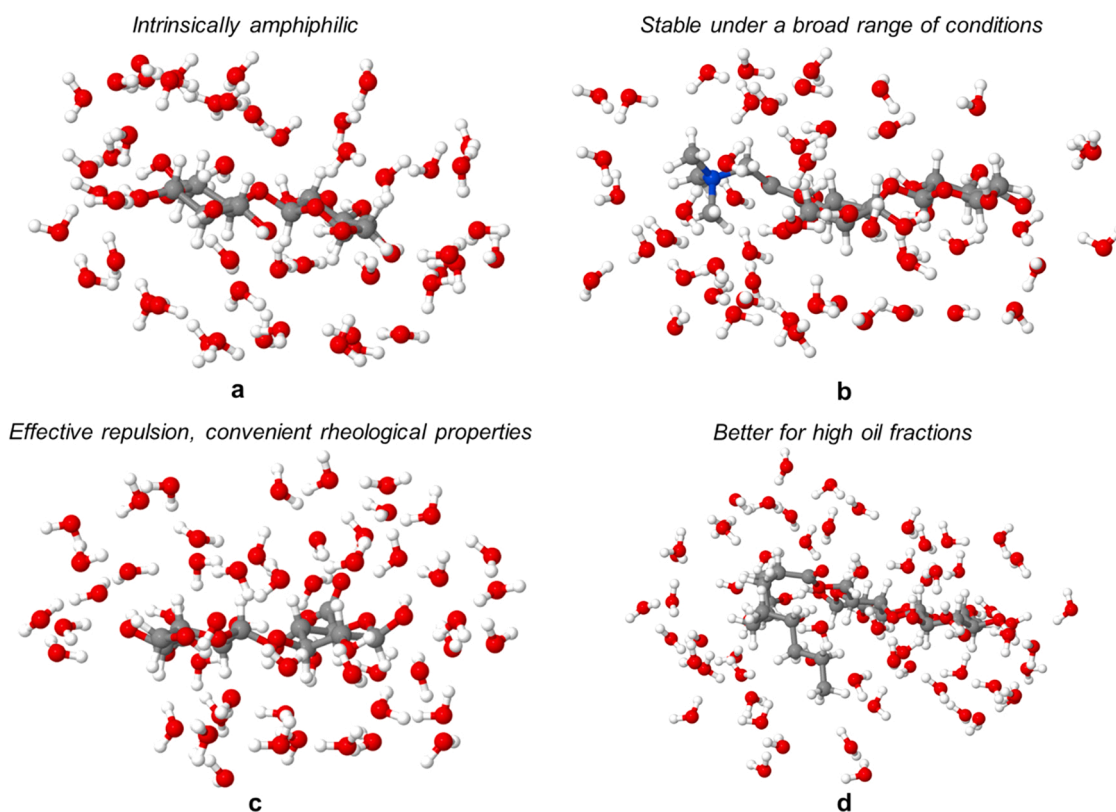 Intrinsically amphiphilic
Stable under a broad range of conditions
a
b
Effective repulsion, convenient rheological properties
Better for high oil fractions
c
d